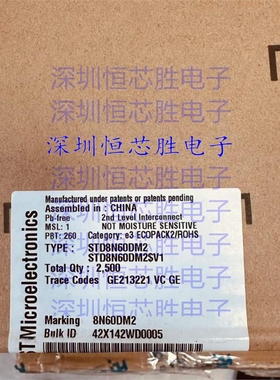 深圳恒芯胜电子
深圳恒芯胜电子
深圳恒芯胜电子
ST Microelectronics
Manufactured under patents or patents pending
Assembled in : CHINA
Pb-free 2nd Level Interconnect
MSL: 1 NOT MOISTURE SENSITIVE
PBT: 260 Category: e3 ECOPACK2/ROHS
TYPE : STD8N60DM2
STD8N60DM2SV1
Total Qty : 2,500
Trace Codes GE213221 VC GE
Marking 8N60DM2
Bulk ID 42X142WD0005
深圳恒芯胜电子